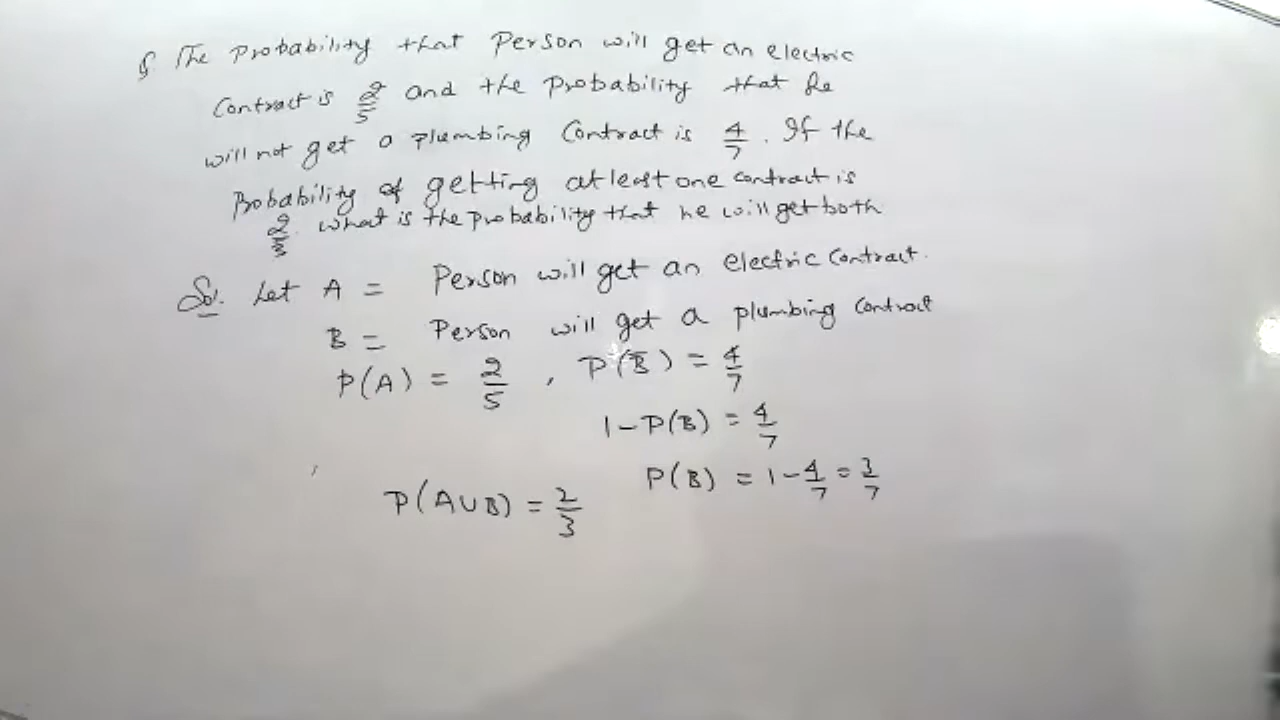 Q. The Probability that Person will get an electric
Contract is 2/5 and the Probability that he
will not get a Plumbing Contract is 4/7. If the
Probability of getting atleast one contract is
2/3. What is the probability that he will get both
Sol. Let A = Person will get an electric Contract.
B = Person will get a plumbing Contract
P(A) = 2/5 , P(B̅) = 4/7
1-P(B) = 4/7
P(B) = 1-4/7 = 3/7
P(A∪B) = 2/3